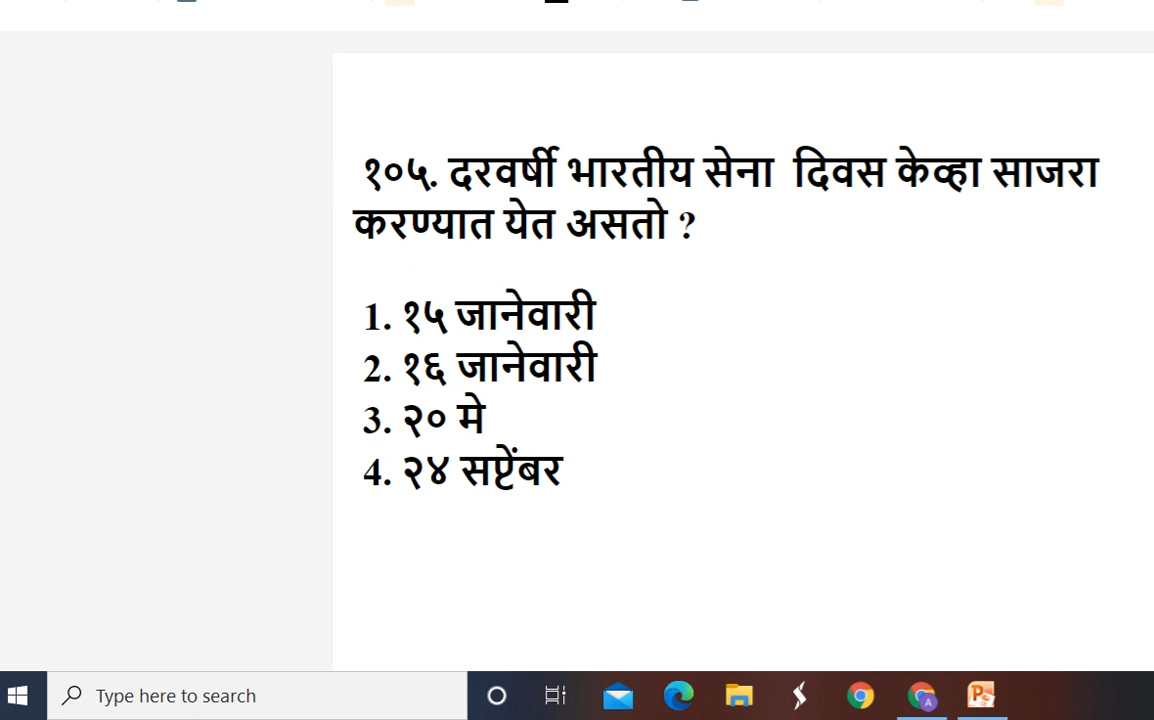 १०५. दरवर्षी भारतीय सेना दिवस केव्हा साजरा
करण्यात येत असतो ?
1. १५ जानेवारी
2. १६ जानेवारी
3. २० मे
4. २४ सप्टेंबर
Type here to search